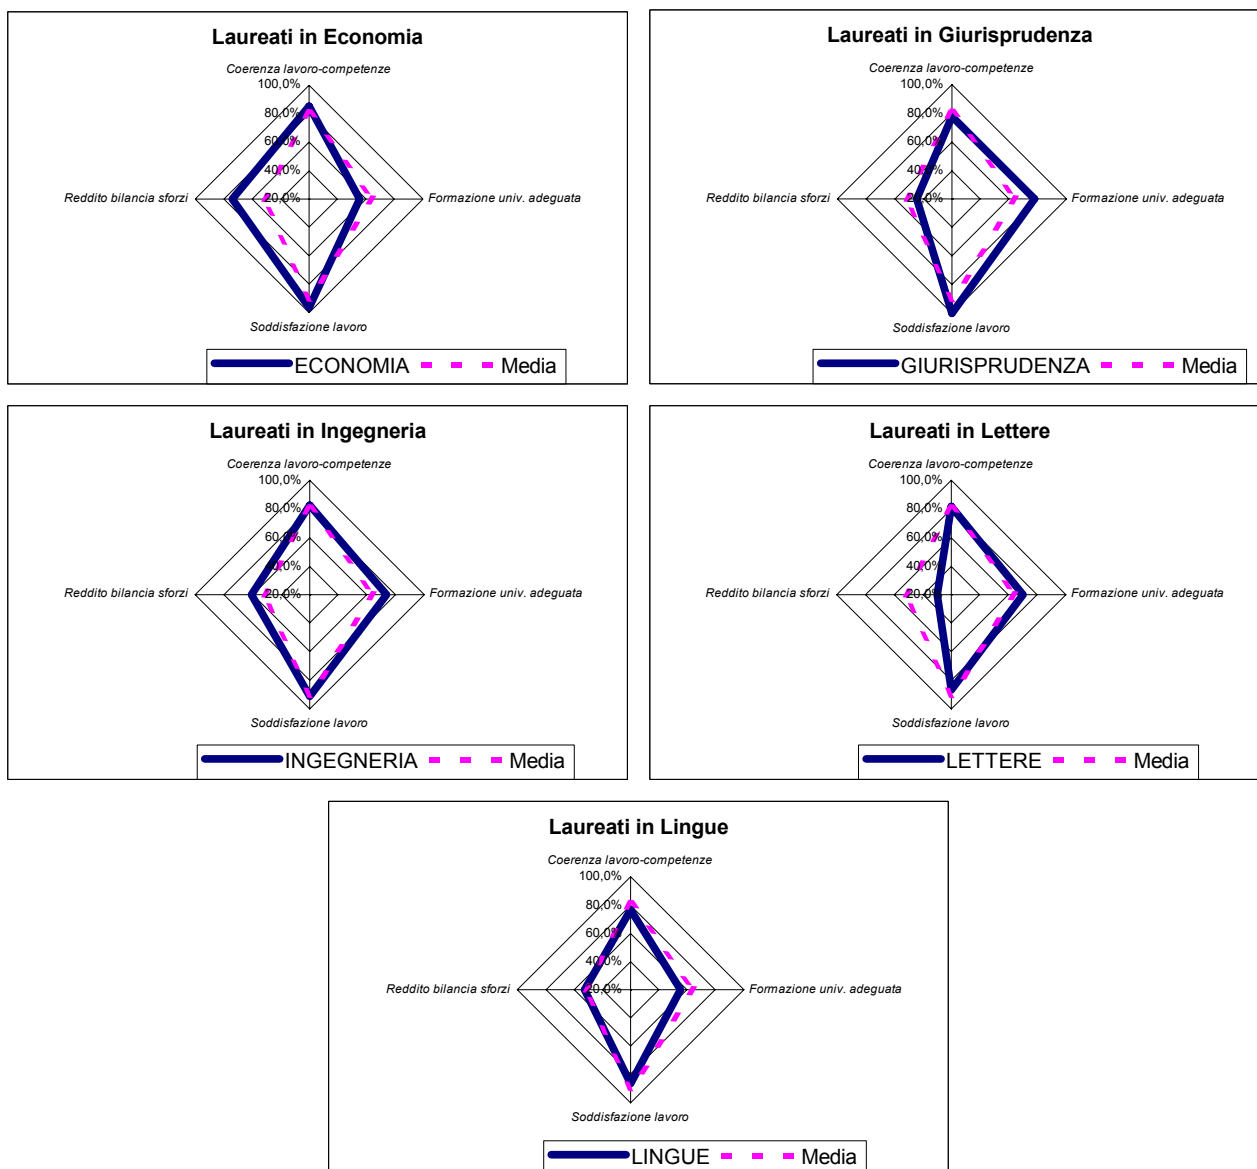 Laureati in Economia
Coerenza lavoro-competenze
100,0%
80,0%
60,0%
40,0%
Reddito bilancia sforzi
20,0%
Formazione univ. adeguata
Soddisfazione lavoro
ECONOMIA
Media
Laureati in Giurisprudenza
Coerenza lavoro-competenze
100,0%
80,0%
60,0%
40,0%
Reddito bilancia sforzi
20,0%
Formazione univ. adeguata
Soddisfazione lavoro
GIURISPRUDENZA
Media
Laureati in Ingegneria
Coerenza lavoro-competenze
100,0%
80,0%
60,0%
40,0%
Reddito bilancia sforzi
20,0%
Formazione univ. adeguata
Soddisfazione lavoro
INGEGNERIA
Media
Laureati in Lettere
Coerenza lavoro-competenze
100,0%
80,0%
60,0%
40,0%
Reddito bilancia sforzi
20,0%
Formazione univ. adeguata
Soddisfazione lavoro
LETTERE
Media
Laureati in Lingue
Coerenza lavoro-competenze
100,0%
80,0%
60,0%
40,0%
Reddito bilancia sforzi
20,0%
Formazione univ. adeguata
Soddisfazione lavoro
LINGUE
Media